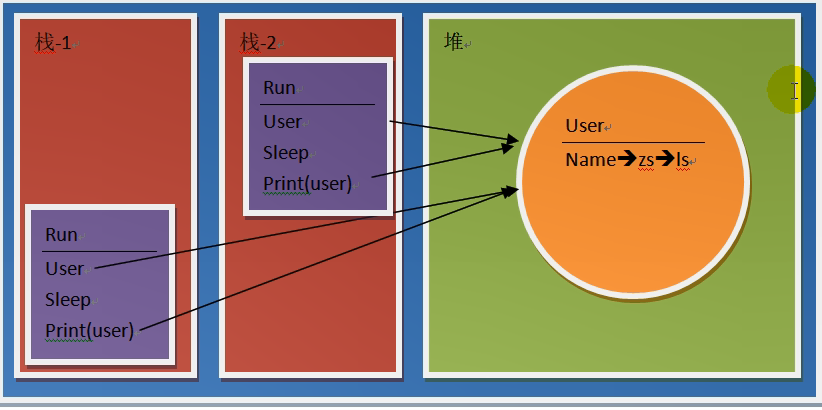 栈-1
Run
User
Sleep
Print(user)
栈-2
Run
User
Sleep
Print(user)
堆
User
Name➔zs➔ls